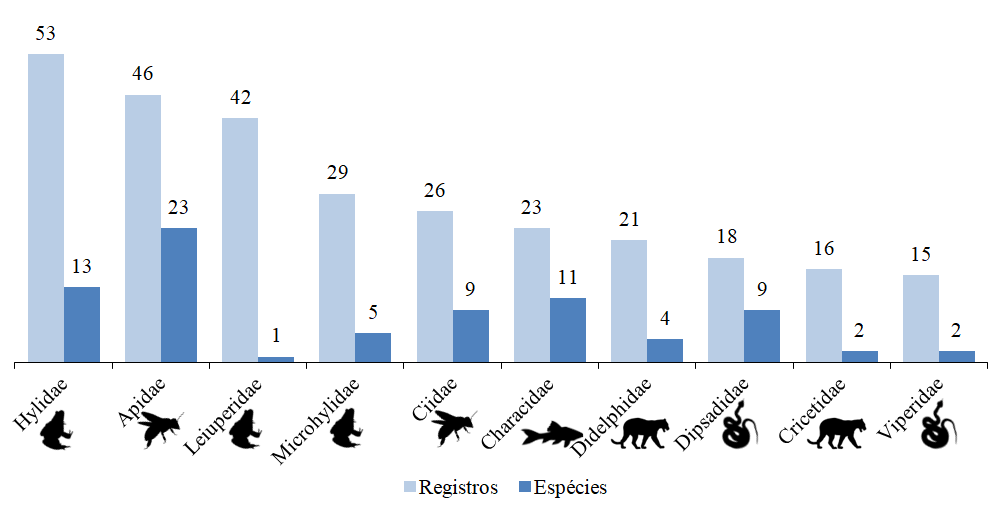 53
46
42
29
26
23
21
18
16
15
13
23
1
5
9
11
4
9
2
2
Hylidae
Apidae
Leiuperidae
Microhylidae
Ciidae
Characidae
Didelphidae
Dipsadidae
Cricetidae
Viperidae
Registros Espécies